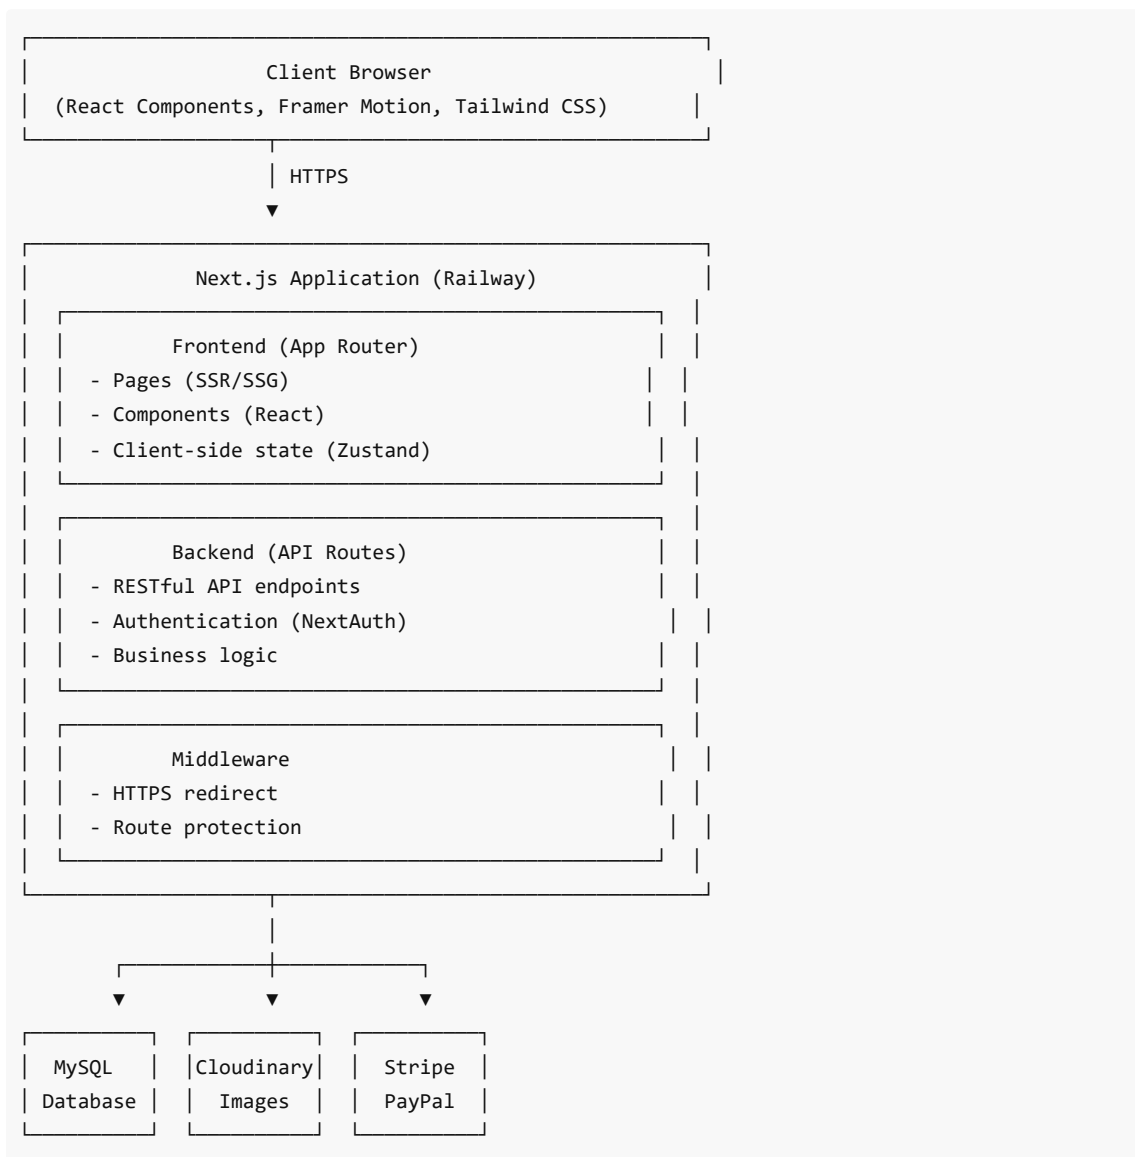 Client Browser
(React Components, Framer Motion, Tailwind CSS)
HTTPS
Next.js Application (Railway)
Frontend (App Router)
- Pages (SSR/SSG)
- Components (React)
- Client-side state (Zustand)
Backend (API Routes)
- RESTful API endpoints
- Authentication (NextAuth)
- Business logic
Middleware
- HTTPS redirect
- Route protection
MySQL Cloudinary Stripe
Database Images PayPal